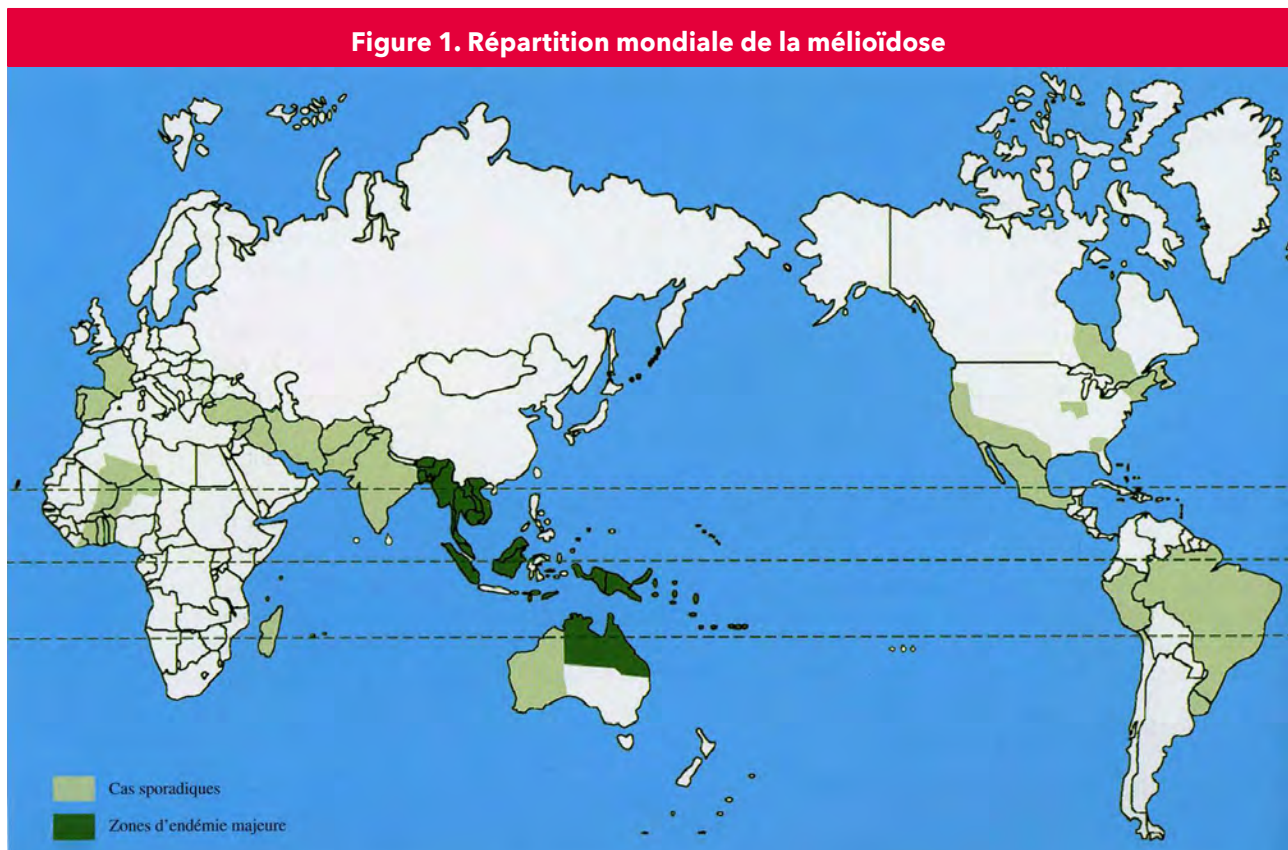 Figure 1. Répartition mondiale de la mélioïdose
Cas sporadiques
Zones d'endémie majeure